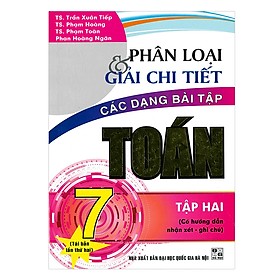 TS. Trần Xuân Tiếp
TS. Phạm Hoàng
TS. Phạm Toàn
Phan Hoàng Ngân
PHÂN LOẠI
& GIẢI CHI TIẾT
CÁC DẠNG BÀI TẬP
TOÁN
7
TẬP HAI
(Có hướng dẫn
nhận xét - ghi chú)
(Tái bản
lần thứ hai)
NHÀ XUẤT BẢN ĐẠI HỌC QUỐC GIA HÀ NỘI